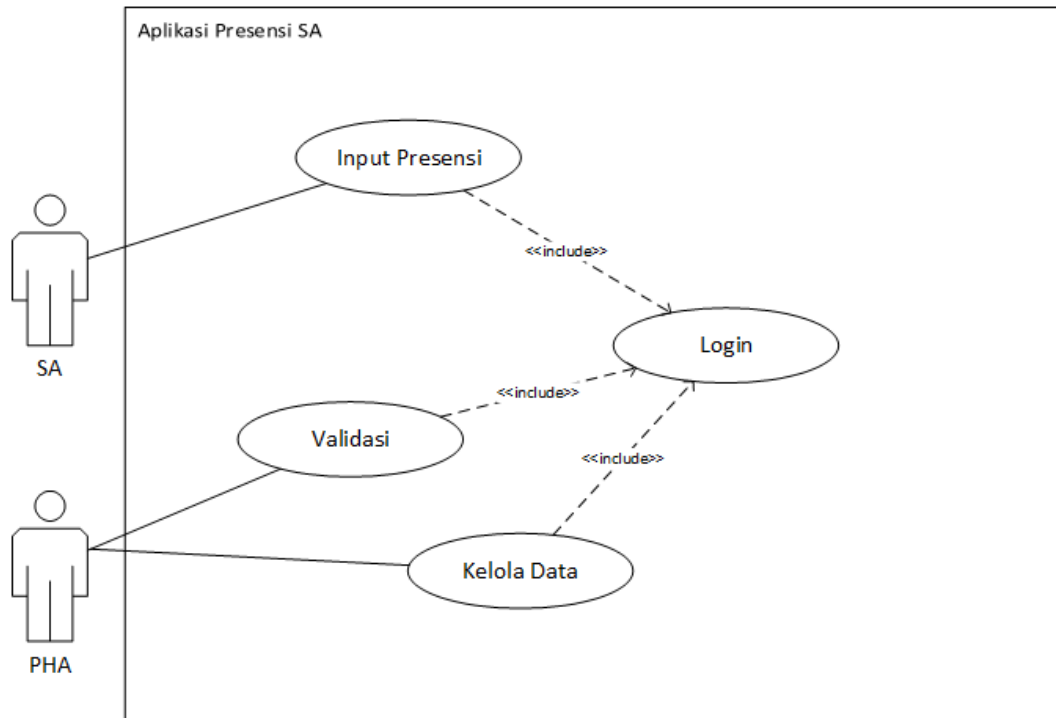 Aplikasi Presensi SA
Input Presensi
<<include>>
SA
Login
<<include>>
Validasi
<<include>>
Kelola Data
PHA